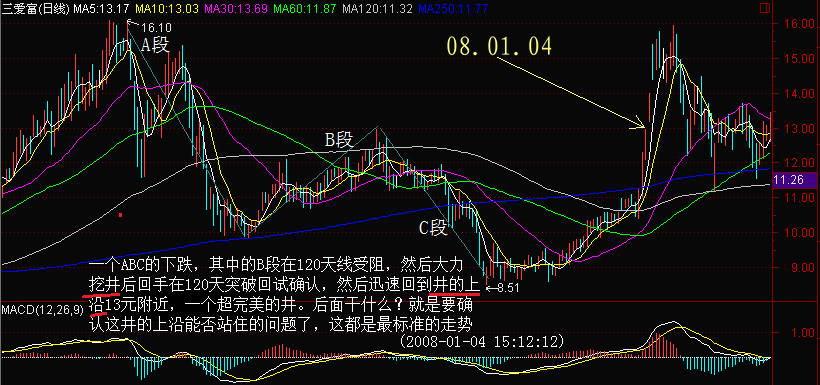 三爱富(日线) MA5:13.17 MA10:13.03 MA30:13.69 MA60:11.87 MA120:11.32 MA250:11.77
16.00
16.10
A段
08.01.04
15.00
14.00
13.00
B段
12.00
11.26
11.00
C段
10.00
一个ABC的下跌，其中的B段在120天线受阻，然后大力
9.00
挖井后回手在120天突破回试确认，然后迅速回到井的上
8.51
沿13元附近，一个超完美的井。后面干什么？就是要确
MACD(12,26,9)
认这井的上沿能否站住的问题了，这都是最标准的走势
1.00
(2008-01-04 15:12:12)
0.00